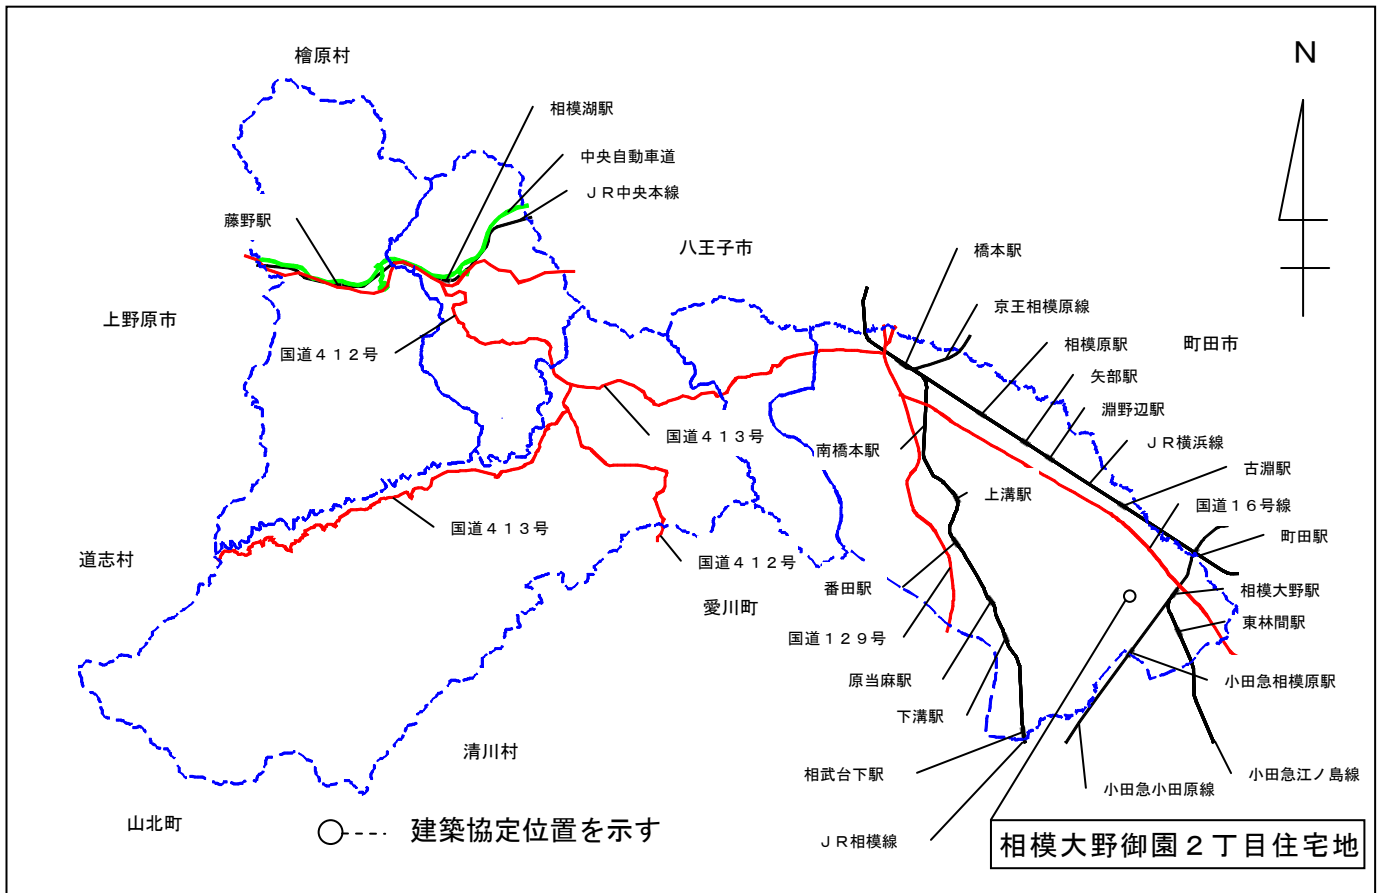 檜原村
N
相模湖駅
中央自動車道
ＪＲ中央本線
藤野駅
八王子市
橋本駅
京王相模原線
上野原市
相模原駅
町田市
国道４１２号
矢部駅
淵野辺駅
国道４１３号
南橋本駅
ＪＲ横浜線
古淵駅
上溝駅
国道１６号線
国道４１３号
町田駅
道志村
国道４１２号
番田駅
相模大野駅
愛川町
東林間駅
国道１２９号
原当麻駅
小田急相模原駅
下溝駅
清川村
相武台下駅
小田急江ノ島線
小田急小田原線
山北町
建築協定位置を示す
ＪＲ相模線
相模大野御園２丁目住宅地